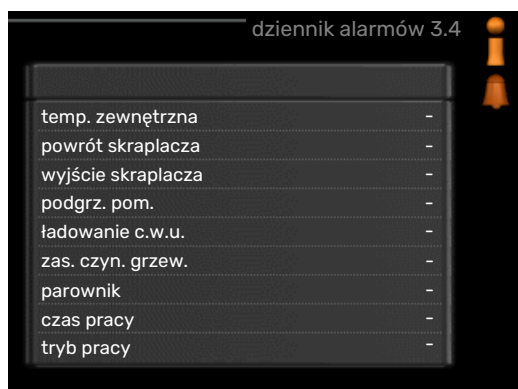 dziennik alarmów 3.4
temp. zewnętrzna -
powrót skraplacza -
wyjście skraplacza -
podgrz. pom. -
ładowanie c.w.u. -
zas. czyn. grzew. -
parownik -
czas pracy -
tryb pracy -